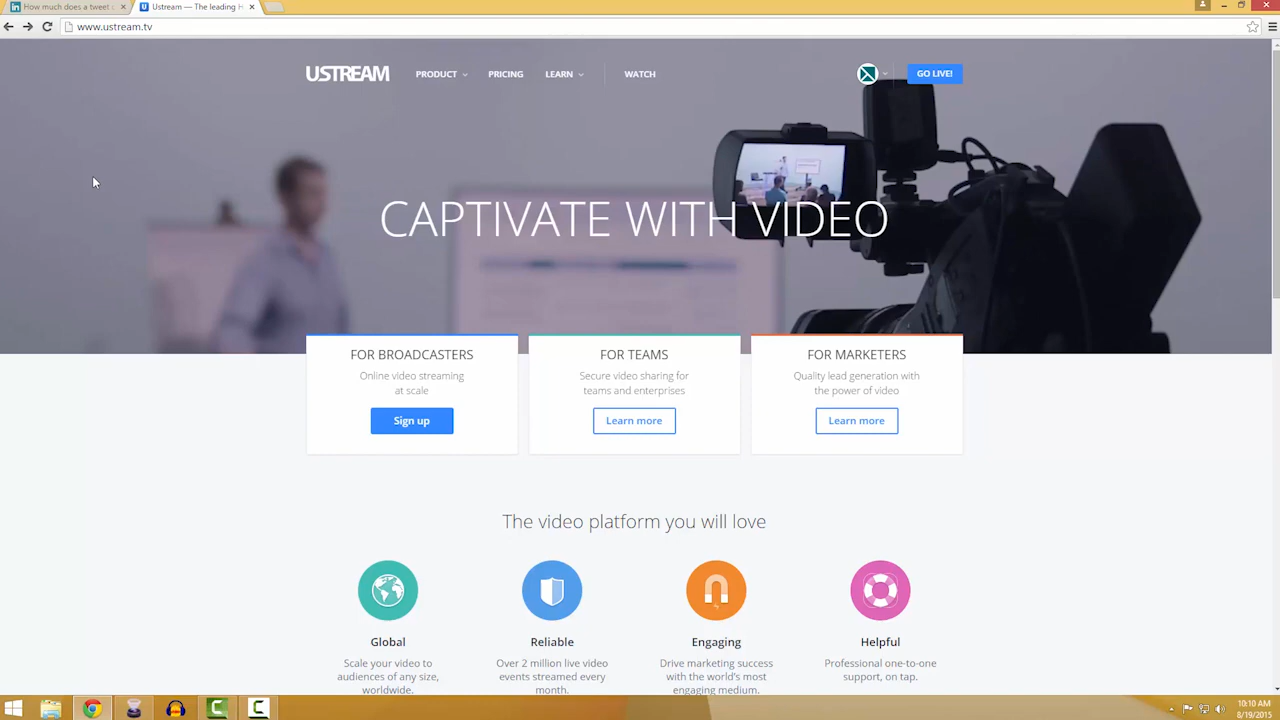 How much does a tweet
Ustream — The leading H
www.ustream.tv
USTREAM
PRODUCT
PRICING
LEARN
WATCH
GO LIVE!
CAPTIVATE WITH VIDEO
FOR BROADCASTERS
Online video streaming
at scale
Sign up
FOR TEAMS
Secure video sharing for
teams and enterprises
Learn more
FOR MARKETERS
Quality lead generation with
the power of video
Learn more
The video platform you will love
Global
Scale your video to
audiences of any size,
worldwide.
Reliable
Over 2 million live video
events streamed every
month.
Engaging
Drive marketing success
with the world's most
engaging medium.
Helpful
Professional one-to-one
support, on tap.
10:10 AM
8/19/2015